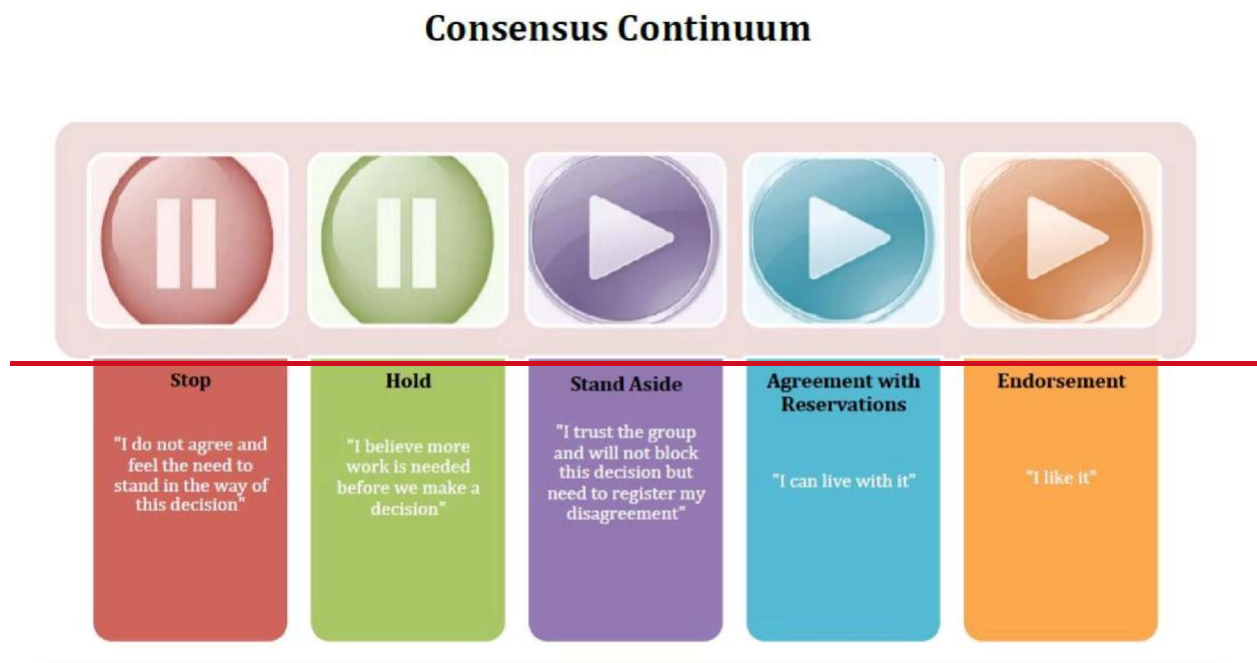 Consensus Continuum
Stop
"I do not agree and
feel the need to
stand in the way of
this decision"
Hold
"I believe more
work is needed
before we make a
decision"
Stand Aside
"I trust the group
and will not block
this decision but
need to register my
disagreement"
Agreement with
Reservations
"I can live with it"
Endorsement
"I like it"